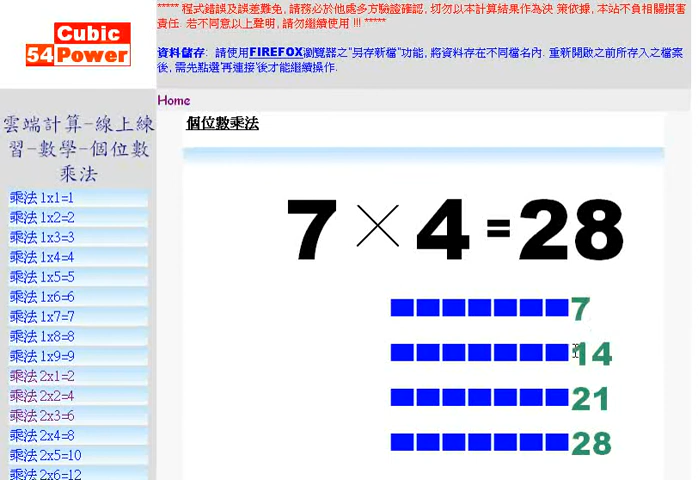 Cubic
54Power
***** 程式錯誤及誤差難免, 請務必於他處多方驗證確認, 切勿以本計算結果作為決 策依據, 本站不負相關損害
責任. 若不同意以上聲明, 請勿繼續使用 !!! *****
資料儲存: 請使用FIREFOX瀏覽器之"另存新檔"功能, 將資料存在不同檔名內. 重新開啟之前所存入之檔案
後, 需先點選'再連接'後才能繼續操作.
Home
雲端計算-線上練
習-數學-個位數
乘法
乘法 1x1=1
乘法 1x2=2
乘法 1x3=3
乘法 1x4=4
乘法 1x5=5
乘法 1x6=6
乘法 1x7=7
乘法 1x8=8
乘法 1x9=9
乘法 2x1=2
乘法 2x2=4
乘法 2x3=6
乘法 2x4=8
乘法 2x5=10
乘法 2x6=12
個位數乘法
7×4=28
7
14
21
28